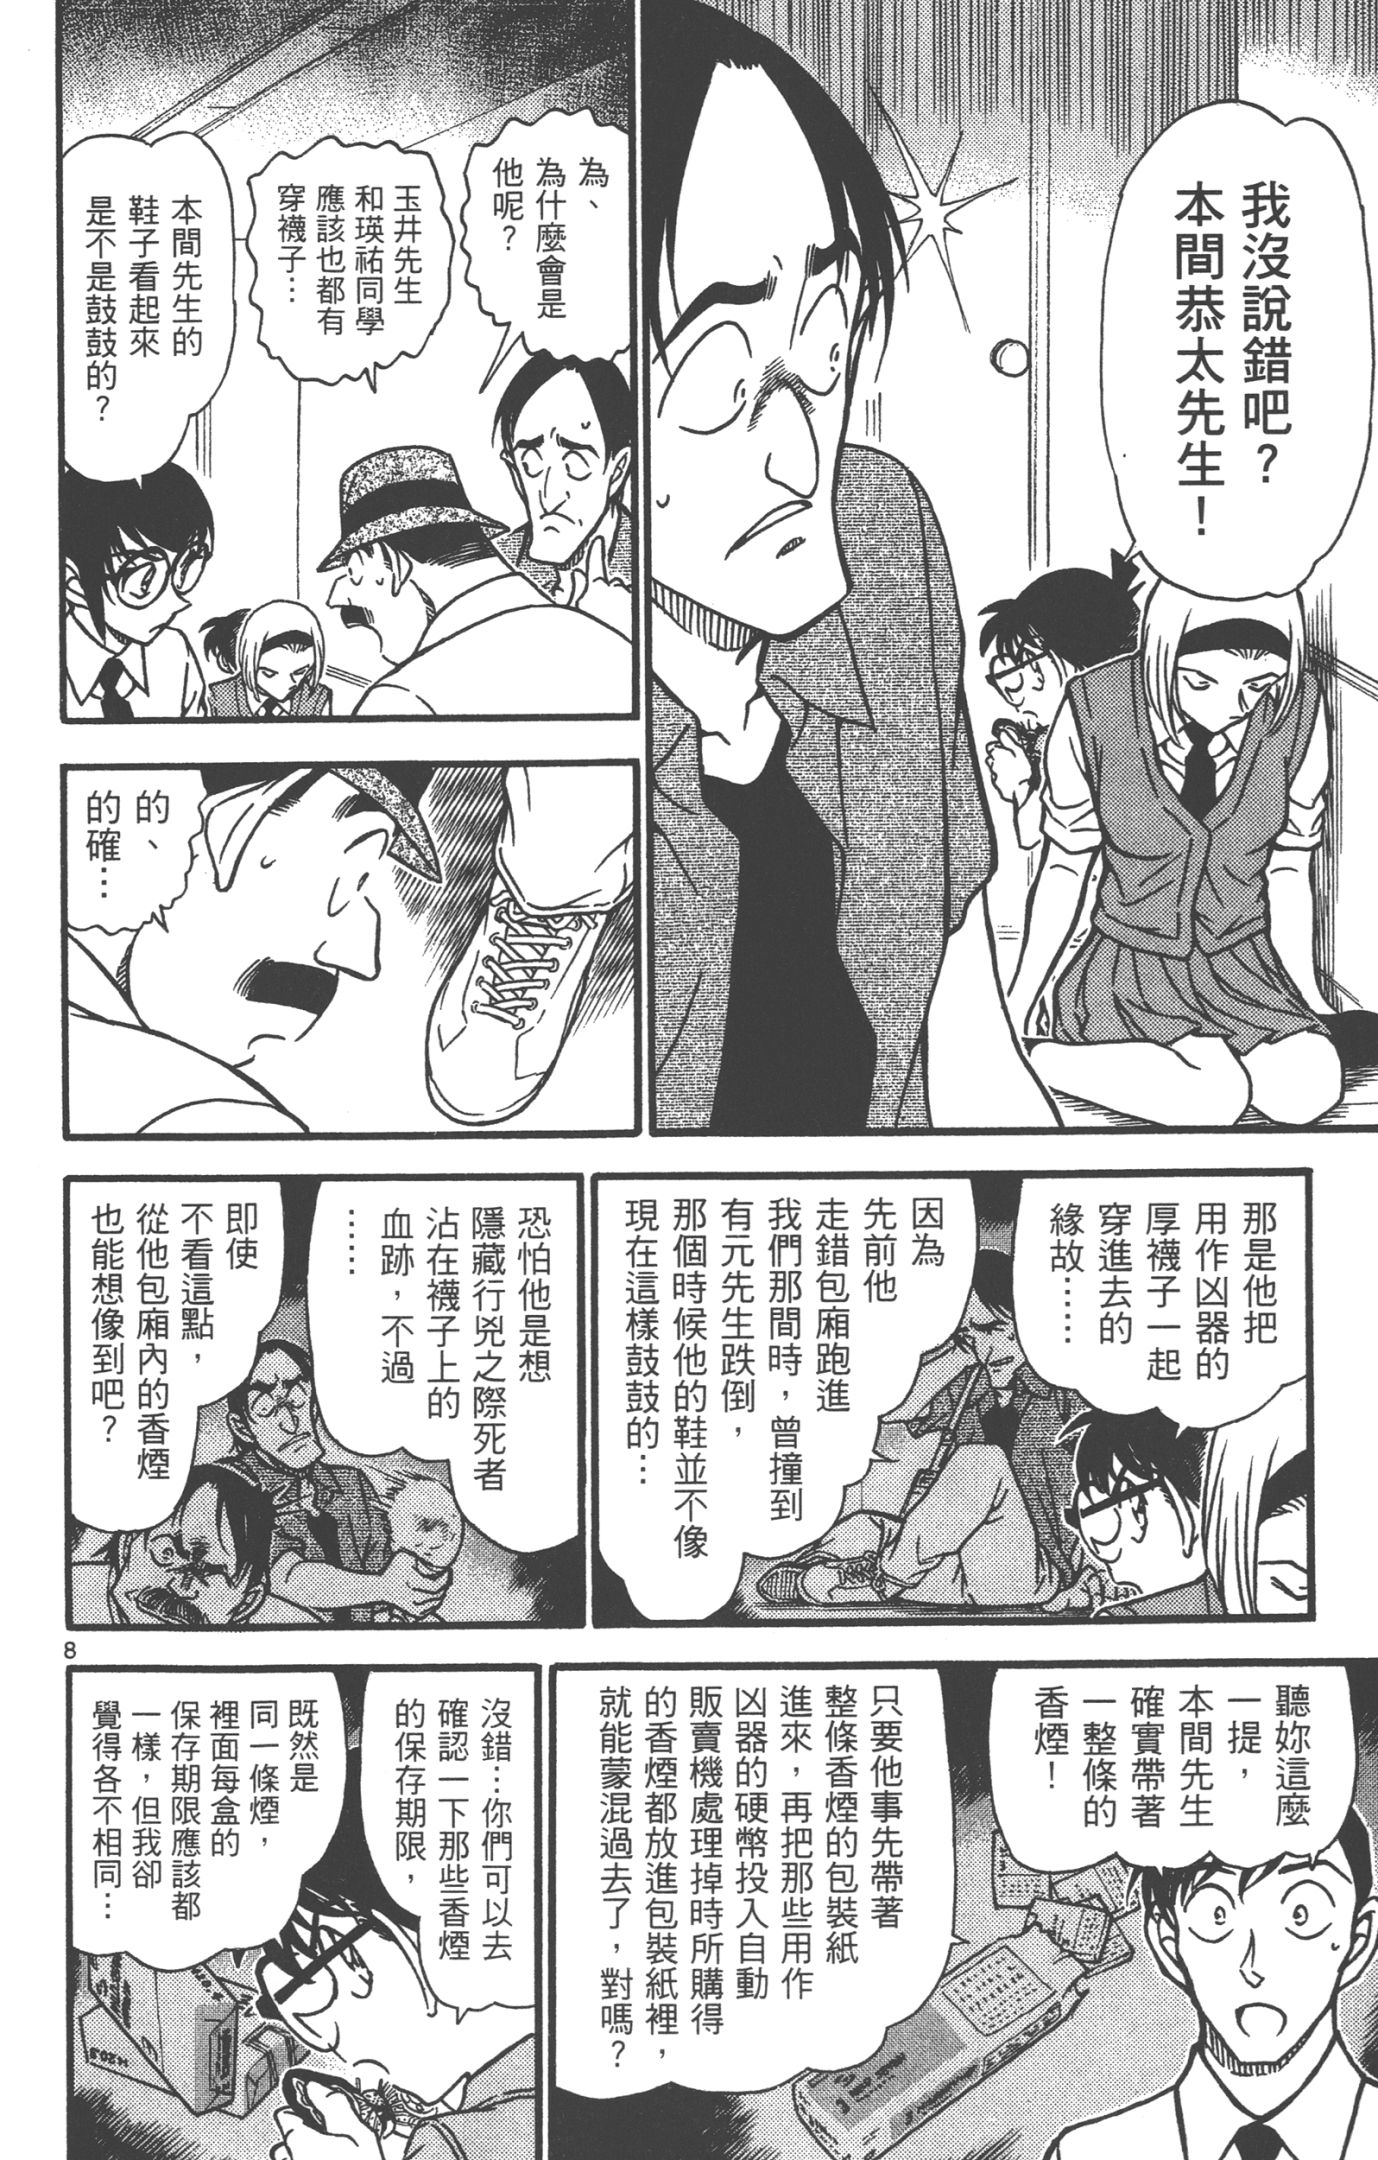 我沒說錯吧？
本間恭太先生！
為、
為什麼會是
他呢？
玉井先生
和瑛祐同學
應該也都有
穿襪子…
本間先生的
鞋子看起來
是不是鼓鼓的？
的、
的確…
那是他把
用作凶器的
厚襪子一起
穿進去的
緣故……
因為
先前他
走錯包廂跑進
我們那間時，曾撞到
有元先生跌倒，
那個時候他的鞋並不像
現在這樣鼓鼓的…
恐怕他是想
隱藏行兇之際死者
沾在襪子上的
血跡，不過
……
即使
不看這點，
從他包廂內的香煙
也能想像到吧？
聽妳這麼
一提，
本間先生
確實帶著
一整條的
香煙！
只要他事先帶著
整條香煙的包裝紙
進來，再把那些用作
凶器的硬幣投入自動
販賣機處理掉時所購得
的香煙都放進包裝紙裡，
就能蒙混過去了，對嗎？
沒錯…你們可以去
確認一下那些香煙
的保存期限，
既然是
同一條煙，
裡面每盒的
保存期限應該都
一樣，但我卻
覺得各不相同…
8